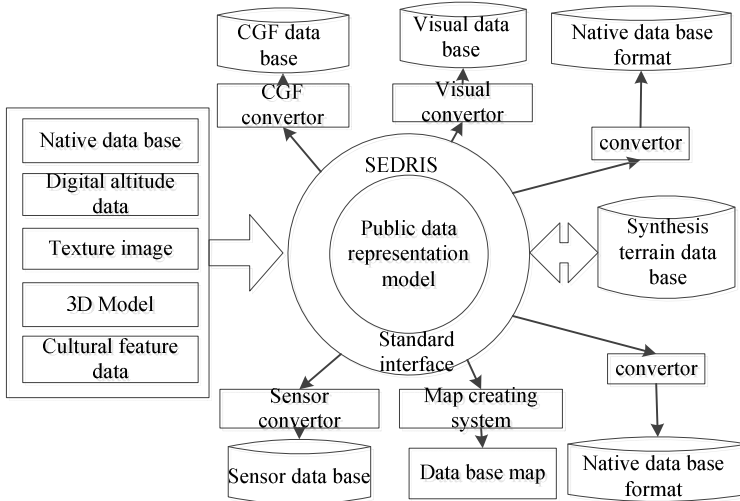 CGF data
base
Visual data
base
Native data base
format
CGF
convertor
Visual
convertor
convertor
Native data base
Digital altitude
data
Texture image
3D Model
Cultural feature
data
SEDRIS
Public data
representation
model
Standard
interface
Synthesis
terrain data
base
convertor
Sensor
convertor
Map creating
system
Sensor data base
Data base map
Native data base
format